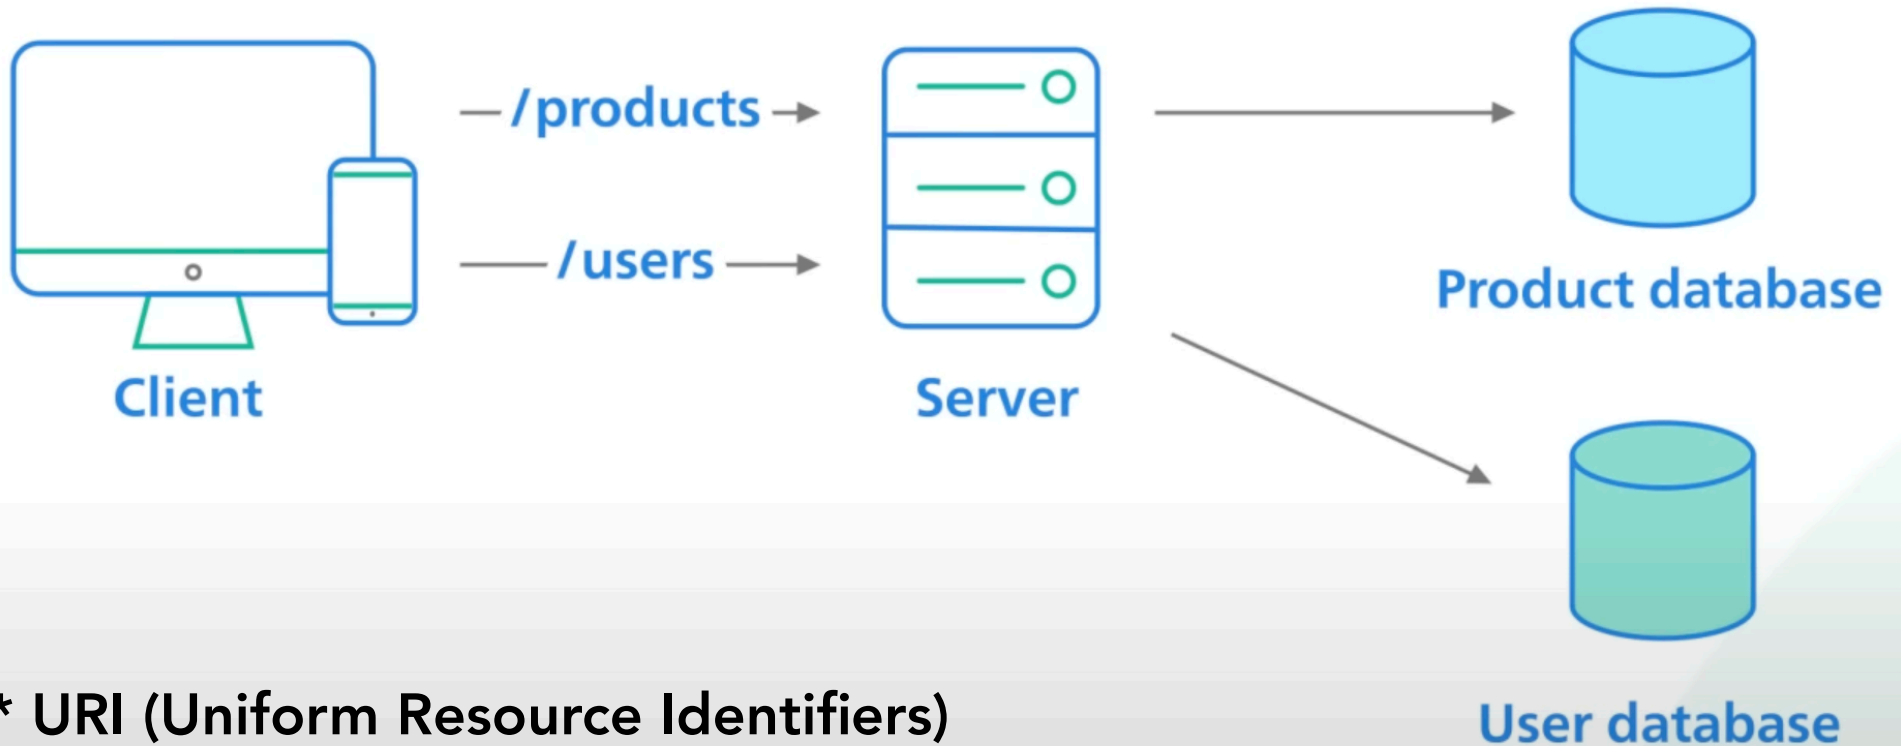 /products
/users
Client
Server
Product database
User database
* URI (Uniform Resource Identifiers)